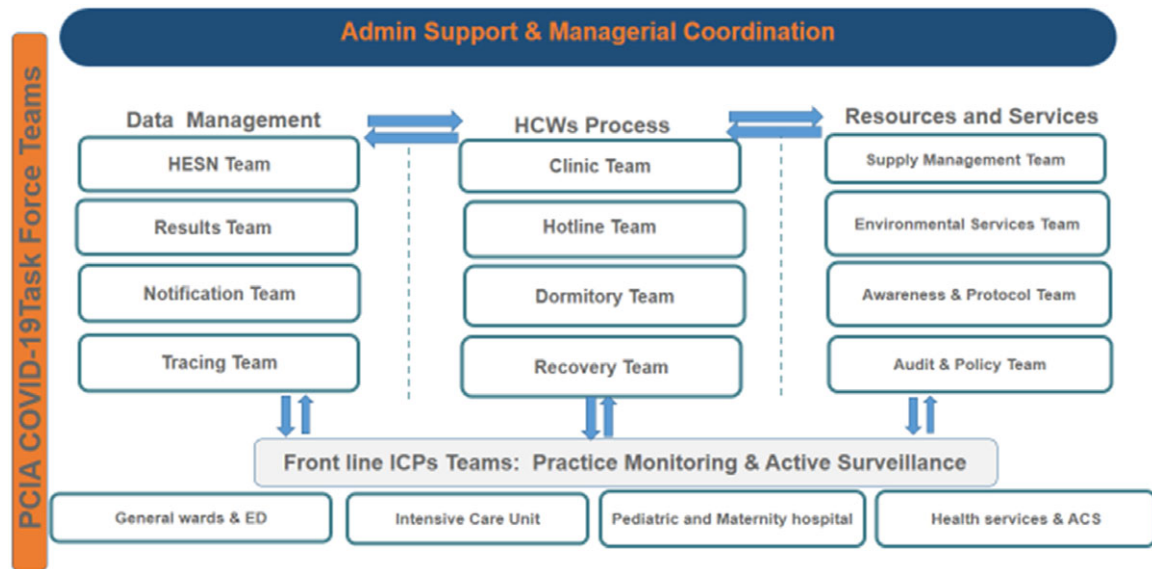 Admin Support & Managerial Coordination
PCIA COVID-19Task Force Teams
Data Management
HESN Team
Results Team
Notification Team
Tracing Team
HCWs Process
Clinic Team
Hotline Team
Dormitory Team
Recovery Team
Resources and Services
Supply Management Team
Environmental Services Team
Awareness & Protocol Team
Audit & Policy Team
Front line ICPs Teams: Practice Monitoring & Active Surveillance
General wards & ED
Intensive Care Unit
Pediatric and Maternity hospital
Health services & ACS